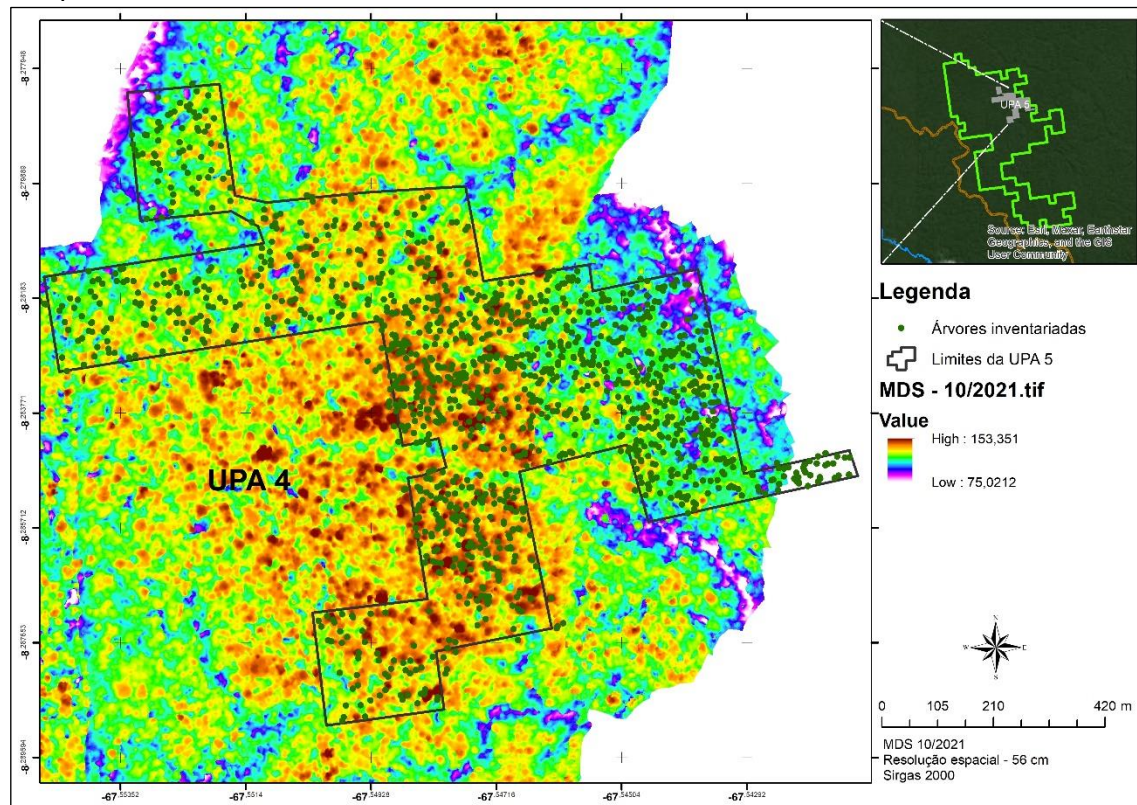 UPA 4
-8,277948
-8,279889
-8,28183
-8,283771
-8,285712
-8,287653
-8,289594
-67,55352
-67,5514
-67,54928
-67,54716
-67,54504
-67,54292
UPA 5
Source: Esri, Maxar, Earthstar
Geographics, and the GIS
User Community
Legenda
Árvores inventariadas
Limites da UPA 5
MDS - 10/2021.tif
Value
High : 153,351
Low : 75,0212
N
W E
S
0 105 210 420 m
MDS 10/2021
Resolução espacial - 56 cm
Sirgas 2000